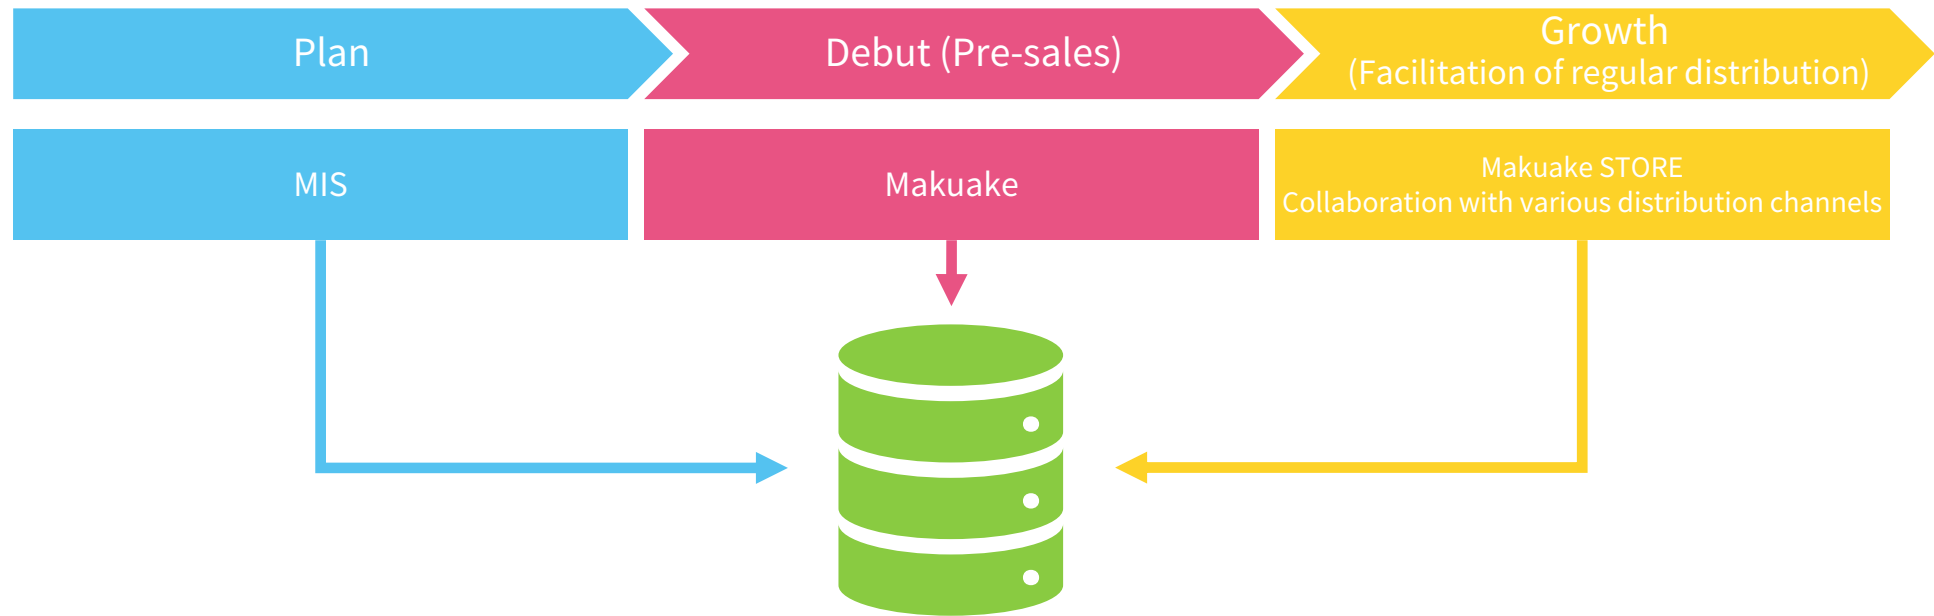 Plan
Debut (Pre-sales)
Growth
(Facilitation of regular distribution)
MIS
Makuake
Makuake STORE
Collaboration with various distribution channels